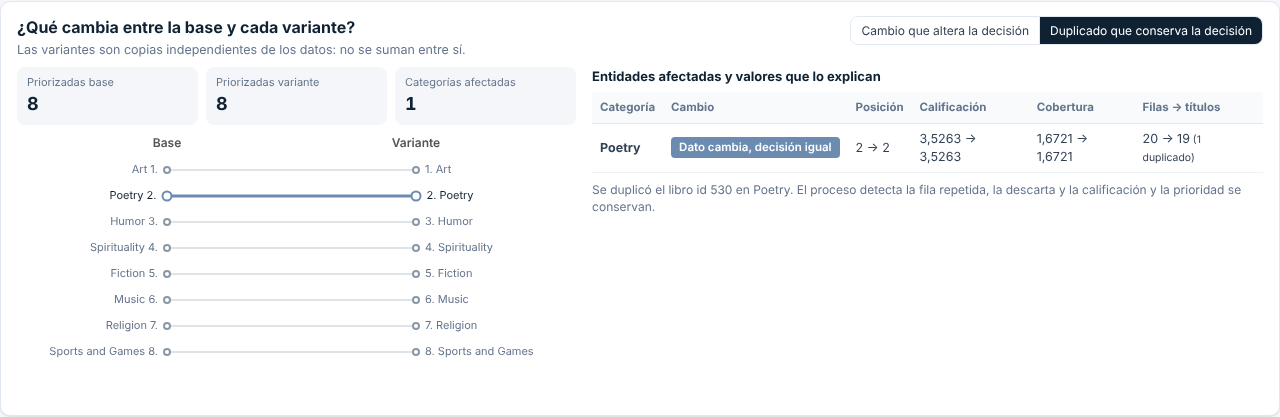 ¿Qué cambia entre la base y cada variante?
Las variantes son copias independientes de los datos: no se suman entre sí.
Cambio que altera la decisión
Duplicado que conserva la decisión
Priorizadas base
8
Priorizadas variante
8
Categorías afectadas
1
Base
Variante
Art 1.
1. Art
Poetry 2.
2. Poetry
Humor 3.
3. Humor
Spirituality 4.
4. Spirituality
Fiction 5.
5. Fiction
Music 6.
6. Music
Religion 7.
7. Religion
Sports and Games 8.
8. Sports and Games
Entidades afectadas y valores que lo explican
Categoría Cambio Posición Calificación → Cobertura → Filas → títulos
Poetry
Dato cambia, decisión igual
2 → 2
3,5263 →
3,5263
1,6721 →
1,6721
20 → 19 (1
duplicado)
Se duplicó el libro id 530 en Poetry. El proceso detecta la fila repetida, la descarta y la calificación y la prioridad se
conservan.